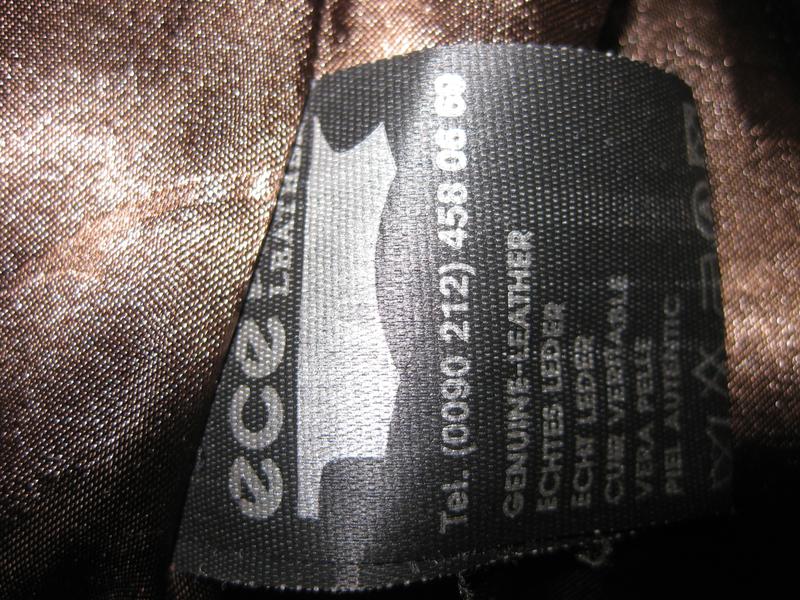 ece
LEATHER
Tel. (0090 212) 458 06 68
GENUINE-LEATHER
ECHTES LEDER
ECHT LEDER
CUIR VERITABLE
VERA PELLE
PIEL AUTENTIC